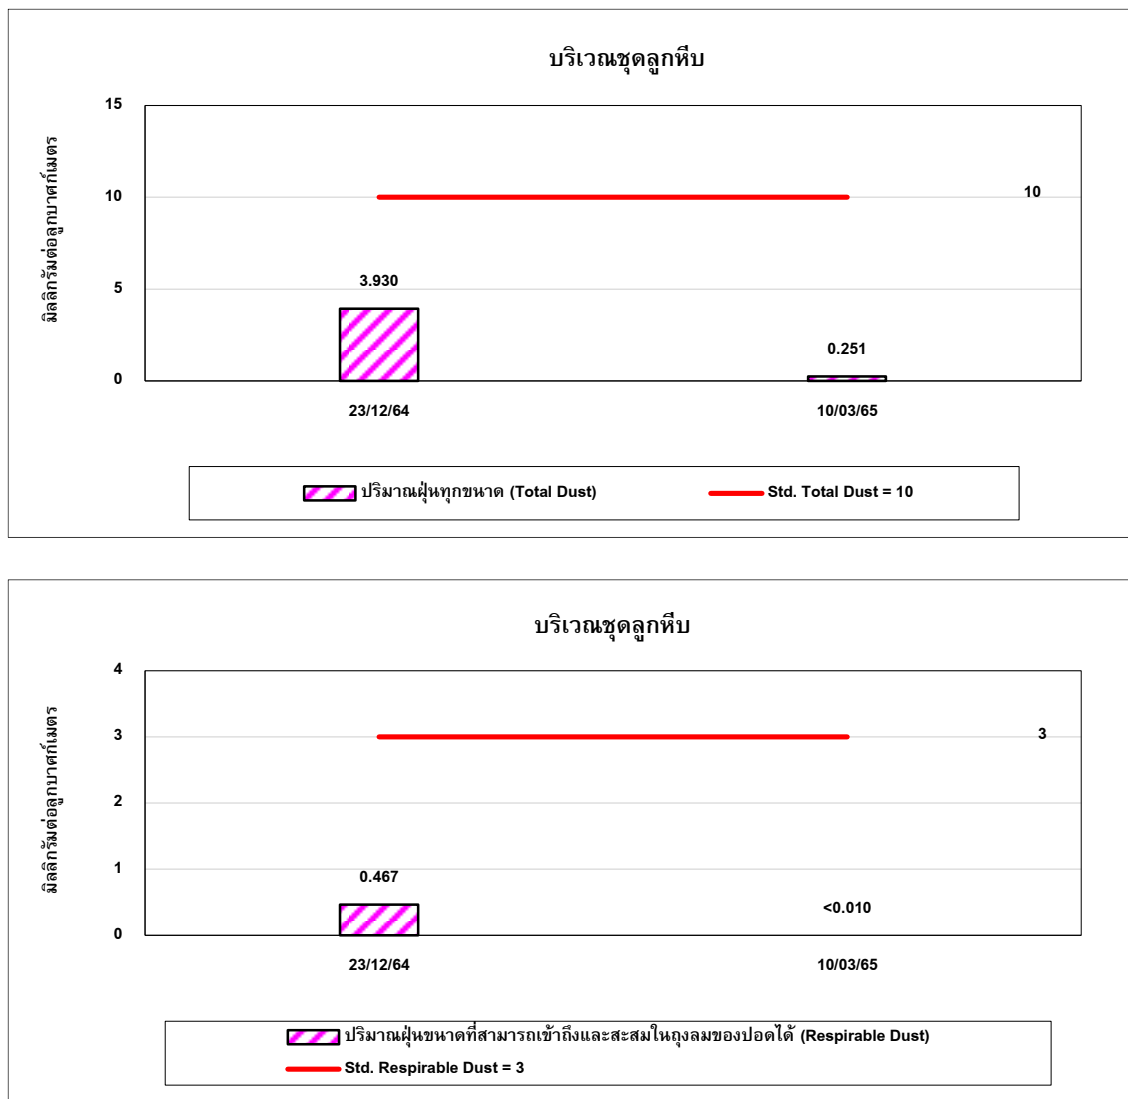 บริเวณชุดลูกหีบ
มิลลิกรัมต่อลูกบาศก์เมตร
15
10
5
0
10
3.930
0.251
23/12/64
10/03/65
ปริมาณฝุ่นทุกขนาด (Total Dust)
Std. Total Dust = 10
บริเวณชุดลูกหีบ
มิลลิกรัมต่อลูกบาศก์เมตร
4
3
2
1
0
3
0.467
<0.010
23/12/64
10/03/65
ปริมาณฝุ่นขนาดที่สามารถเข้าถึงและสะสมในถุงลมของปอดได้ (Respirable Dust)
Std. Respirable Dust = 3